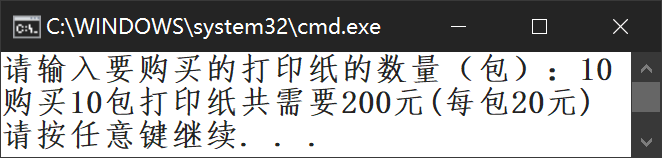 C:\WINDOWS\system32\cmd.exe
请输入要购买的打印纸的数量（包）：10
购买10包打印纸共需要200元(每包20元)
请按任意键继续. . .